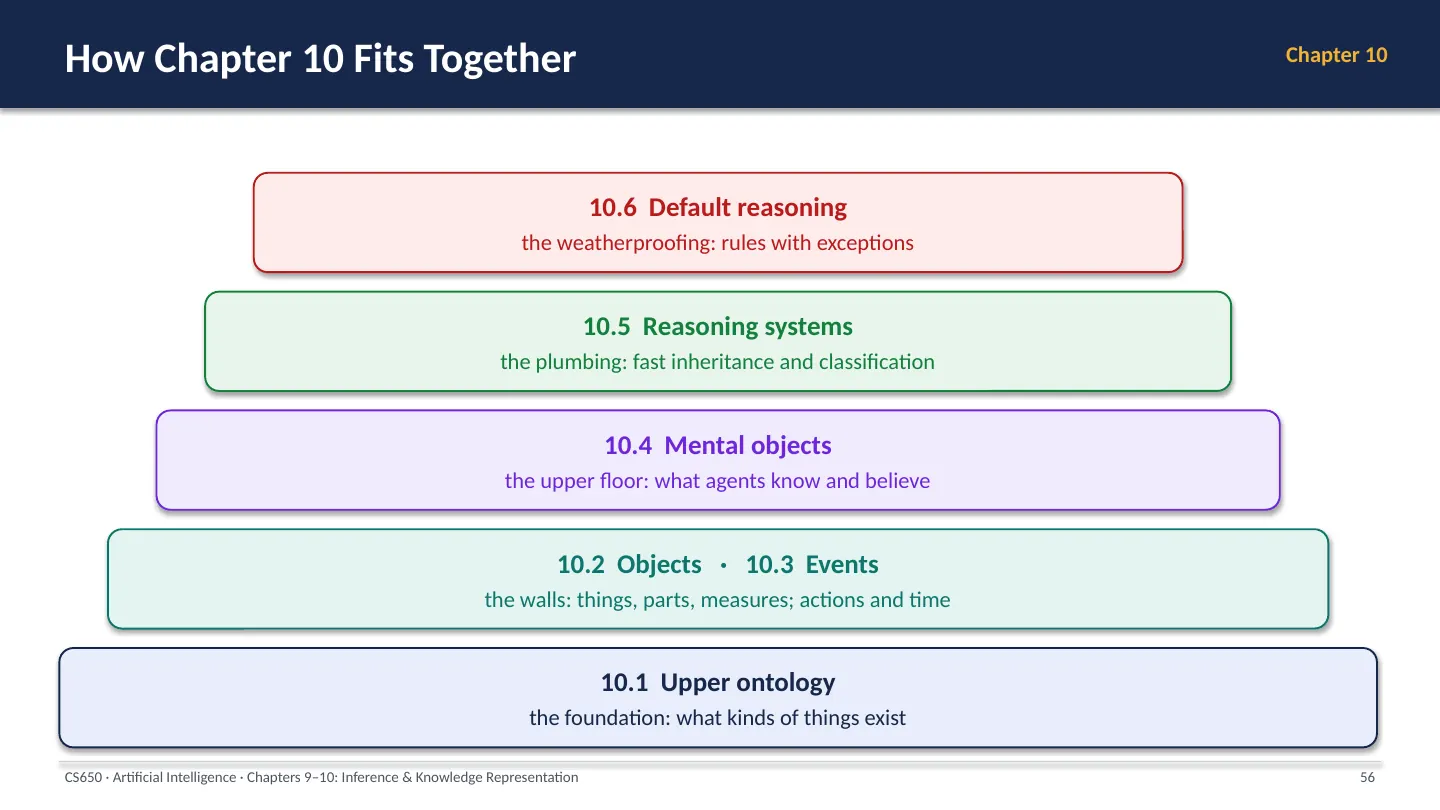 How Chapter 10 Fits Together
Chapter 10
10.6 Default reasoning
the weatherproofing: rules with exceptions
10.5 Reasoning systems
the plumbing: fast inheritance and classification
10.4 Mental objects
the upper floor: what agents know and believe
10.2 Objects · 10.3 Events
the walls: things, parts, measures; actions and time
10.1 Upper ontology
the foundation: what kinds of things exist
CS650 · Artificial Intelligence · Chapters 9–10: Inference & Knowledge Representation
56